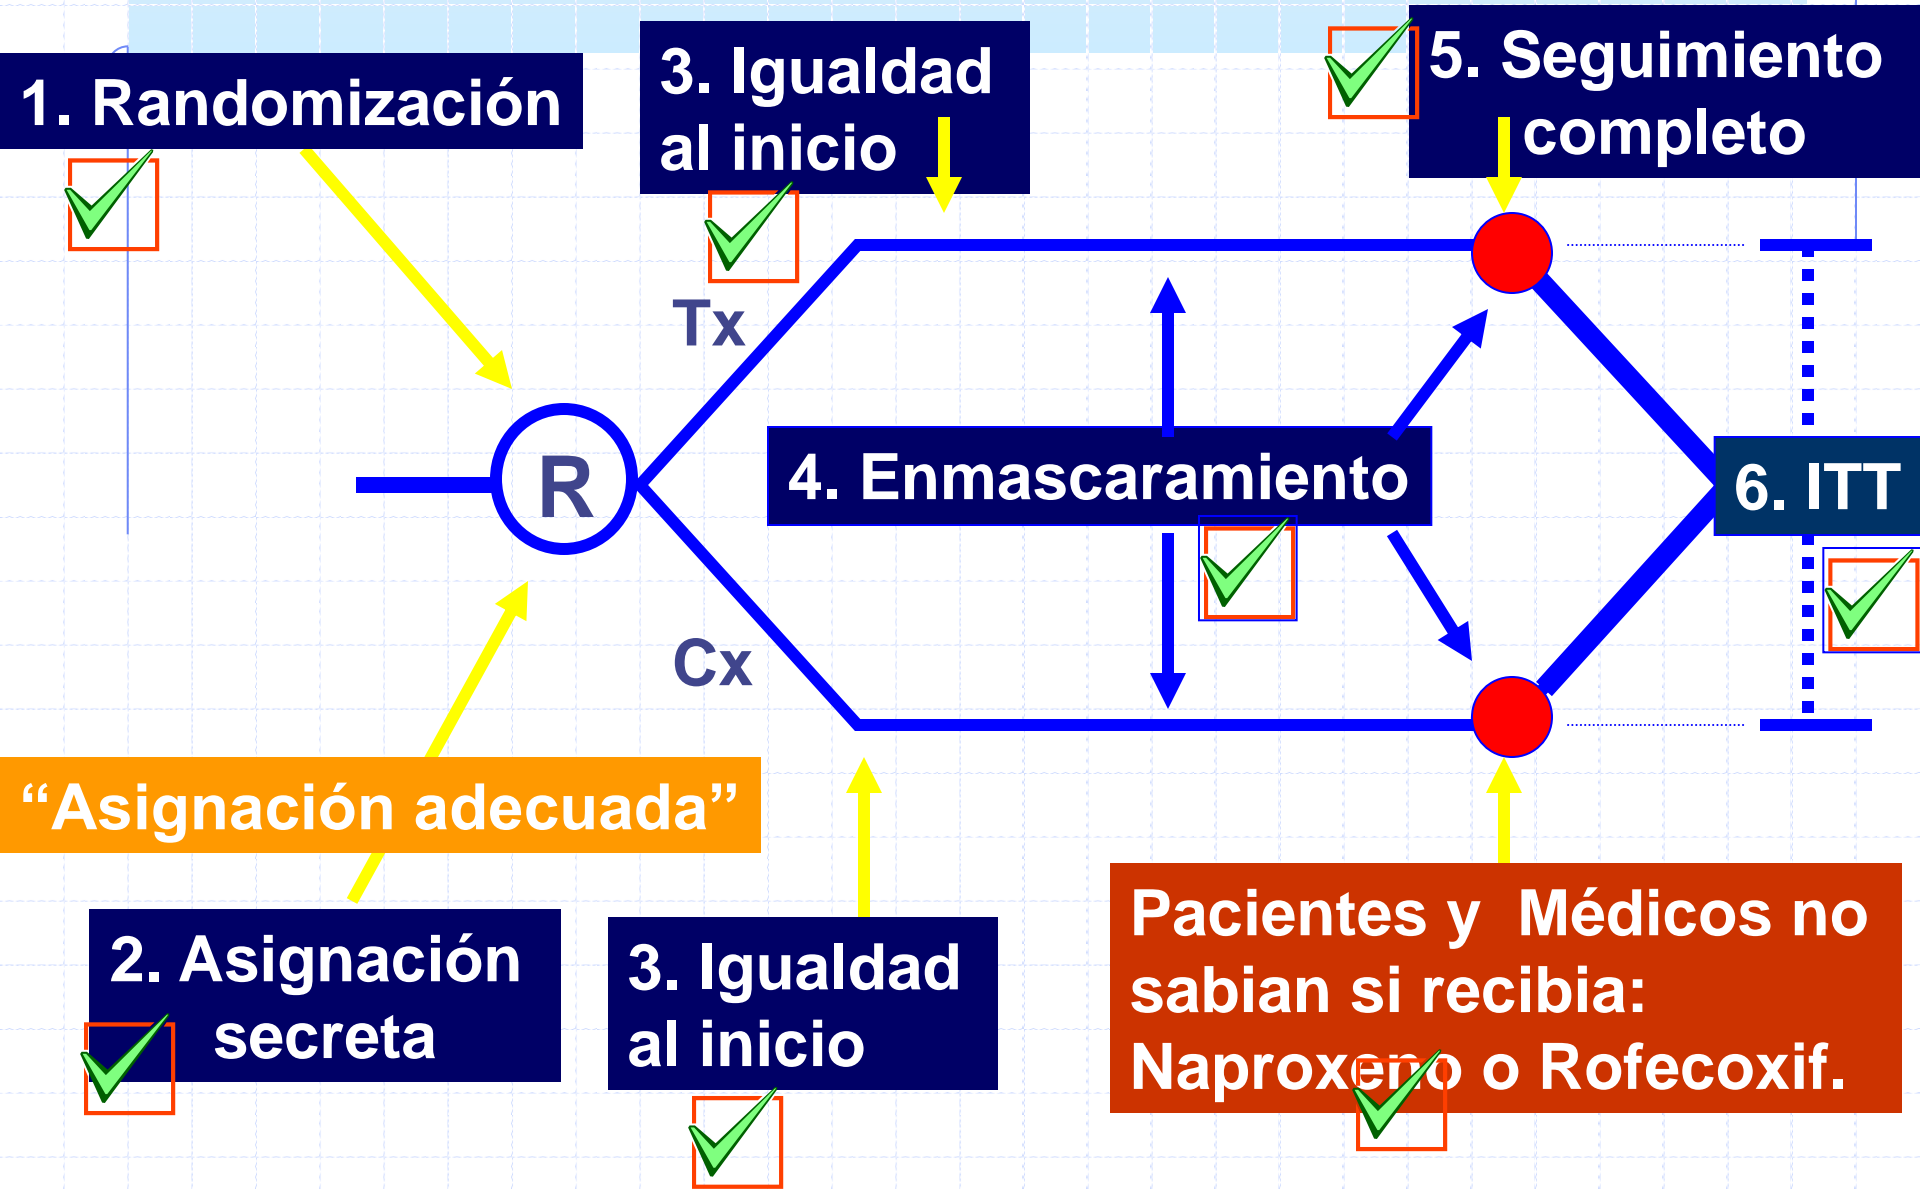 1. Randomización
3. Igualdad
al inicio
5. Seguimiento
completo
Tx
R
4. Enmascaramiento
6. ITT
Cx
“Asignación adecuada”
2. Asignación
secreta
3. Igualdad
al inicio
Pacientes y Médicos no
sabian si recibia:
Naproxeno o Rofecoxif.